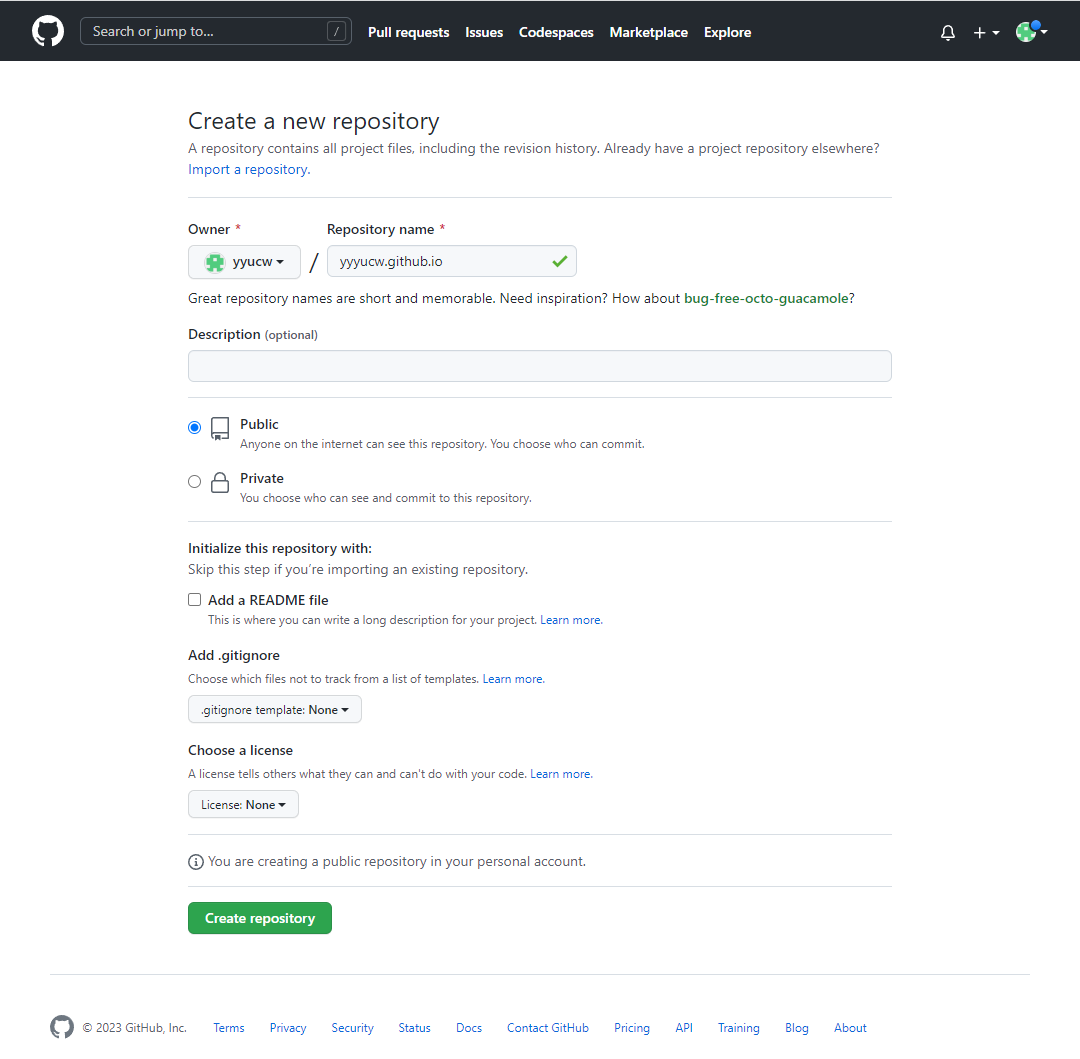 Search or jump to... / Pull requests Issues Codespaces Marketplace Explore
Create a new repository
A repository contains all project files, including the revision history. Already have a project repository elsewhere?
Import a repository.
Owner * Repository name *
yyucw / yyyucw.github.io
Great repository names are short and memorable. Need inspiration? How about bug-free-octo-guacamole?
Description (optional)
Public
Anyone on the internet can see this repository. You choose who can commit.
Private
You choose who can see and commit to this repository.
Initialize this repository with:
Skip this step if you're importing an existing repository.
Add a README file
This is where you can write a long description for your project. Learn more.
Add .gitignore
Choose which files not to track from a list of templates. Learn more.
.gitignore template: None
Choose a license
A license tells others what they can and can't do with your code. Learn more.
License: None
You are creating a public repository in your personal account.
Create repository
© 2023 GitHub, Inc. Terms Privacy Security Status Docs Contact GitHub Pricing API Training Blog About